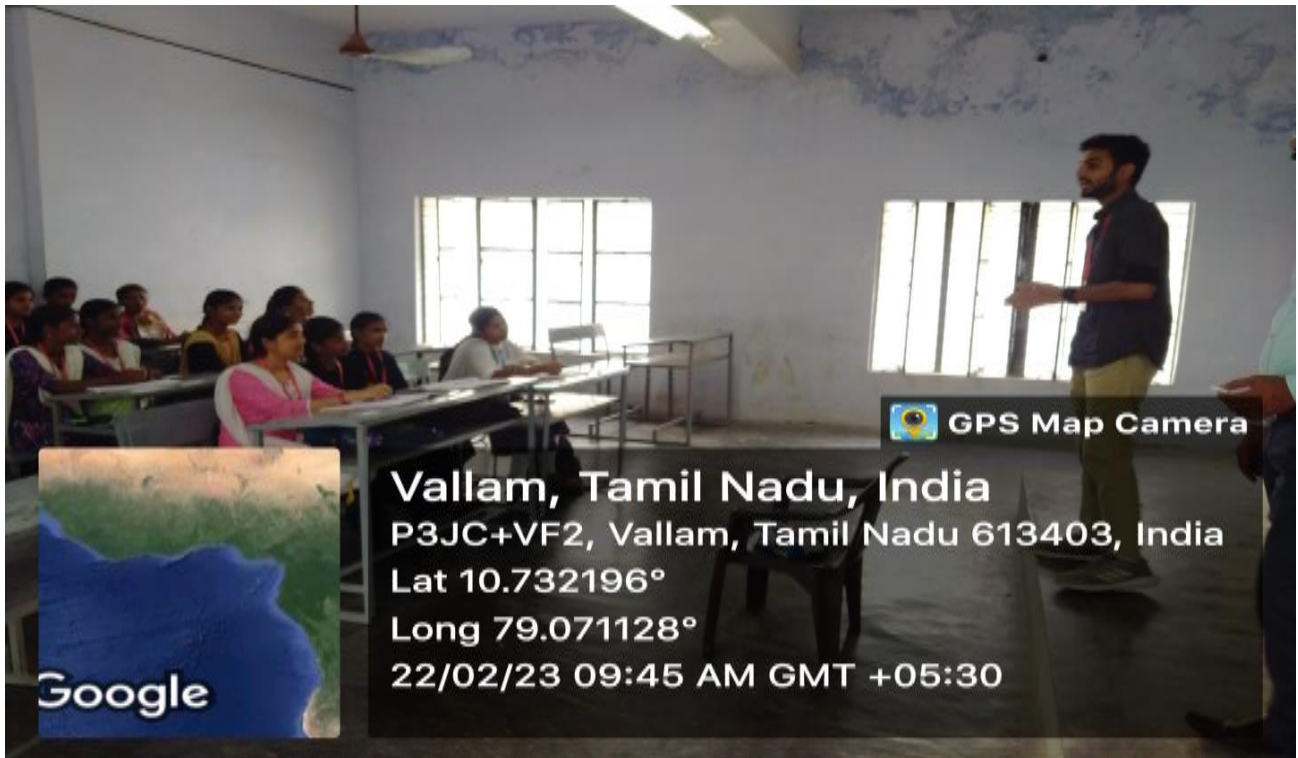 GPS Map Camera
Vallam, Tamil Nadu, India
P3JC+VF2, Vallam, Tamil Nadu 613403, India
Lat 10.732196°
Long 79.071128°
22/02/23 09:45 AM GMT +05:30
Google